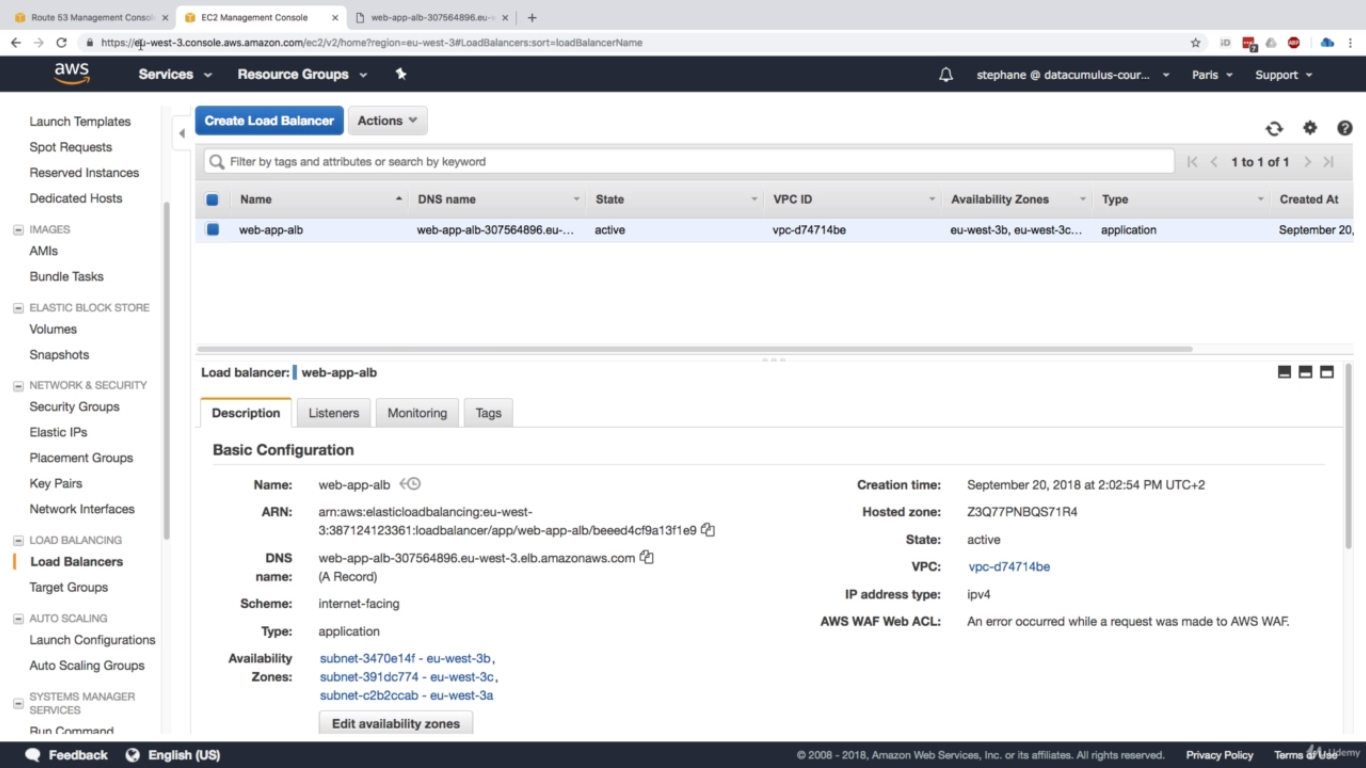 Route 53 Management Consol
EC2 Management Console
web-app-alb-307564896.eu-
https://eu-west-3.console.aws.amazon.com/ec2/v2/home?region=eu-west-3#LoadBalancers:sort=loadBalancerName
aws
Services
Resource Groups
stephane @ datacumulus-cour...
Paris
Support
Launch Templates
Spot Requests
Reserved Instances
Dedicated Hosts
IMAGES
AMIs
Bundle Tasks
ELASTIC BLOCK STORE
Volumes
Snapshots
NETWORK & SECURITY
Security Groups
Elastic IPs
Placement Groups
Key Pairs
Network Interfaces
LOAD BALANCING
Load Balancers
Target Groups
AUTO SCALING
Launch Configurations
Auto Scaling Groups
SYSTEMS MANAGER
SERVICES
Run Command
Create Load Balancer
Actions
Filter by tags and attributes or search by keyword
1 to 1 of 1
Name DNS name State VPC ID Availability Zones Type Created At
web-app-alb web-app-alb-307564896.eu-... active vpc-d74714be eu-west-3b, eu-west-3c... application September 20,
Load balancer: web-app-alb
Description Listeners Monitoring Tags
Basic Configuration
Name: web-app-alb
ARN: arn:aws:elasticloadbalancing:eu-west-
3:387124123361:loadbalancer/app/web-app-alb/beeed4cf9a13f1e9
DNS web-app-alb-307564896.eu-west-3.elb.amazonaws.com
name: (A Record)
Scheme: internet-facing
Type: application
Availability subnet-3470e14f - eu-west-3b,
Zones: subnet-391dc774 - eu-west-3c,
subnet-c2b2ccab - eu-west-3a
Edit availability zones
Creation time: September 20, 2018 at 2:02:54 PM UTC+2
Hosted zone: Z3Q77PNBQS71R4
State: active
VPC: vpc-d74714be
IP address type: ipv4
AWS WAF Web ACL: An error occurred while a request was made to AWS WAF.
Feedback
English (US)
© 2008 - 2018, Amazon Web Services, Inc. or its affiliates. All rights reserved.
Privacy Policy
Terms of Use
Udemy